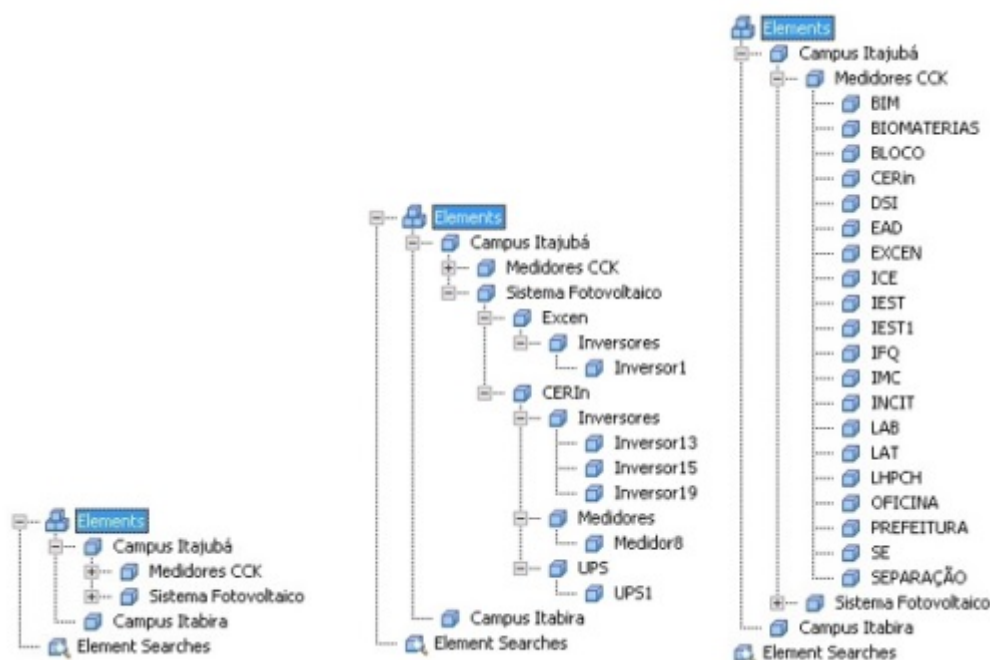 Elements
Campus Itajubá
Medidores CCK
Sistema Fotovoltaico
Campus Itabira
Element Searches
Elements
Campus Itajubá
Medidores CCK
Sistema Fotovoltaico
Excen
Inversores
Inversor1
CERIn
Inversores
Inversor13
Inversor15
Inversor19
Medidores
Medidor8
UPS
UPS1
Campus Itabira
Element Searches
Elements
Campus Itajubá
Medidores CCK
BIM
BIOMATERIAS
BLOCO
CERin
DSI
EAD
EXCEN
ICE
IEST
IEST1
IFQ
IMC
INCIT
LAB
LAT
LHPCH
OFICINA
PREFEITURA
SE
SEPARAÇÃO
Sistema Fotovoltaico
Campus Itabira
Element Searches